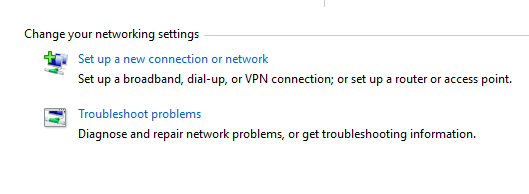 Change your networking settings
Set up a new connection or network
Set up a broadband, dial-up, or VPN connection; or set up a router or access point.
Troubleshoot problems
Diagnose and repair network problems, or get troubleshooting information.